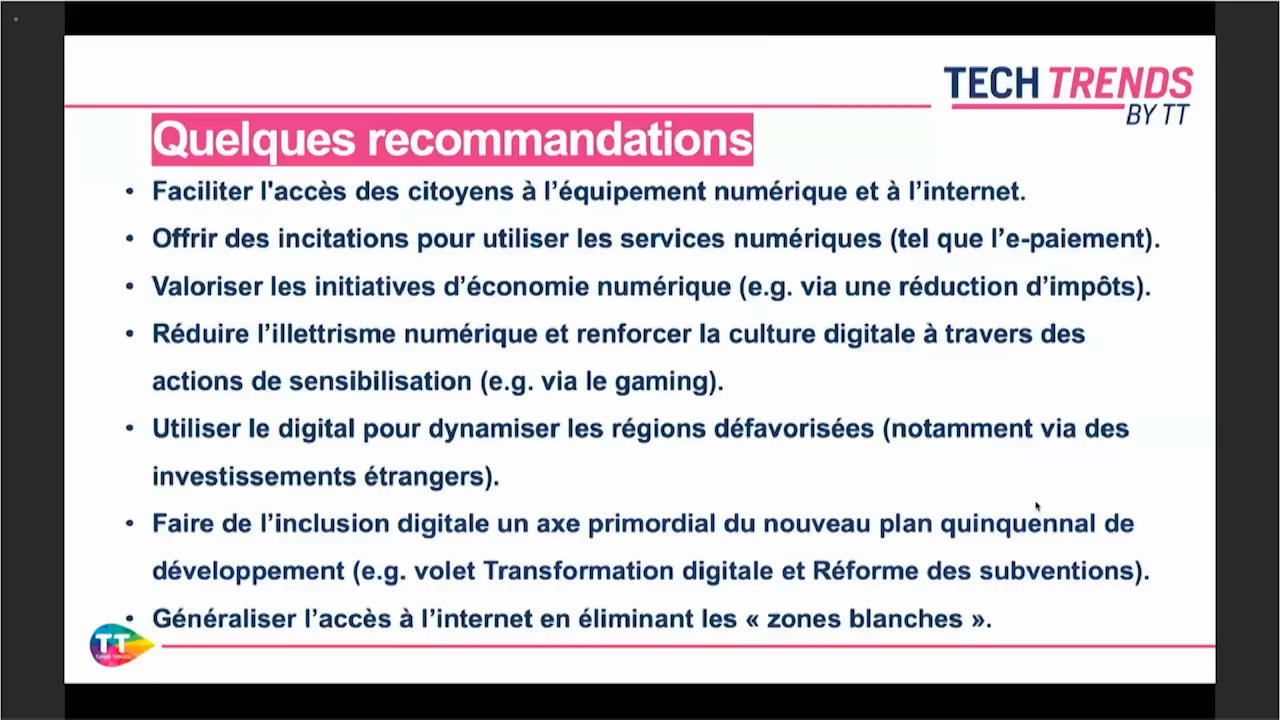 TECH TRENDS
BY TT
Quelques recommandations
• Faciliter l'accès des citoyens à l’équipement numérique et à l’internet.
• Offrir des incitations pour utiliser les services numériques (tel que l’e-paiement).
• Valoriser les initiatives d’économie numérique (e.g. via une réduction d’impôts).
• Réduire l’illettrisme numérique et renforcer la culture digitale à travers des
actions de sensibilisation (e.g. via le gaming).
• Utiliser le digital pour dynamiser les régions défavorisées (notamment via des
investissements étrangers).
• Faire de l’inclusion digitale un axe primordial du nouveau plan quinquennal de
développement (e.g. volet Transformation digitale et Réforme des subventions).
• Généraliser l’accès à l’internet en éliminant les « zones blanches ».
TT